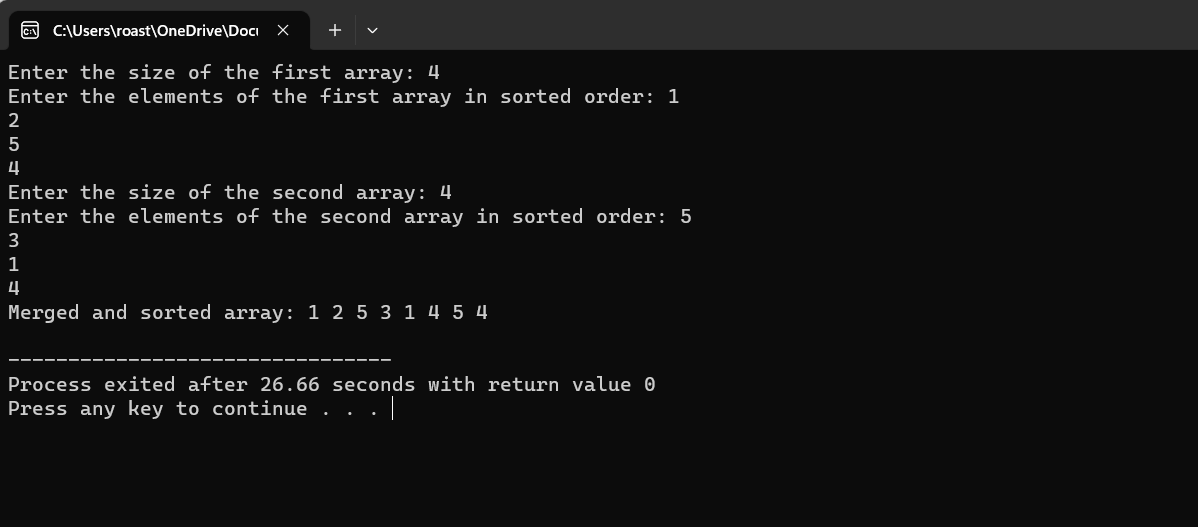 C:\Users\roast\OneDrive\Docu
Enter the size of the first array: 4
Enter the elements of the first array in sorted order: 1
2
5
4
Enter the size of the second array: 4
Enter the elements of the second array in sorted order: 5
3
1
4
Merged and sorted array: 1 2 5 3 1 4 5 4
--------------------------------
Process exited after 26.66 seconds with return value 0
Press any key to continue . . .